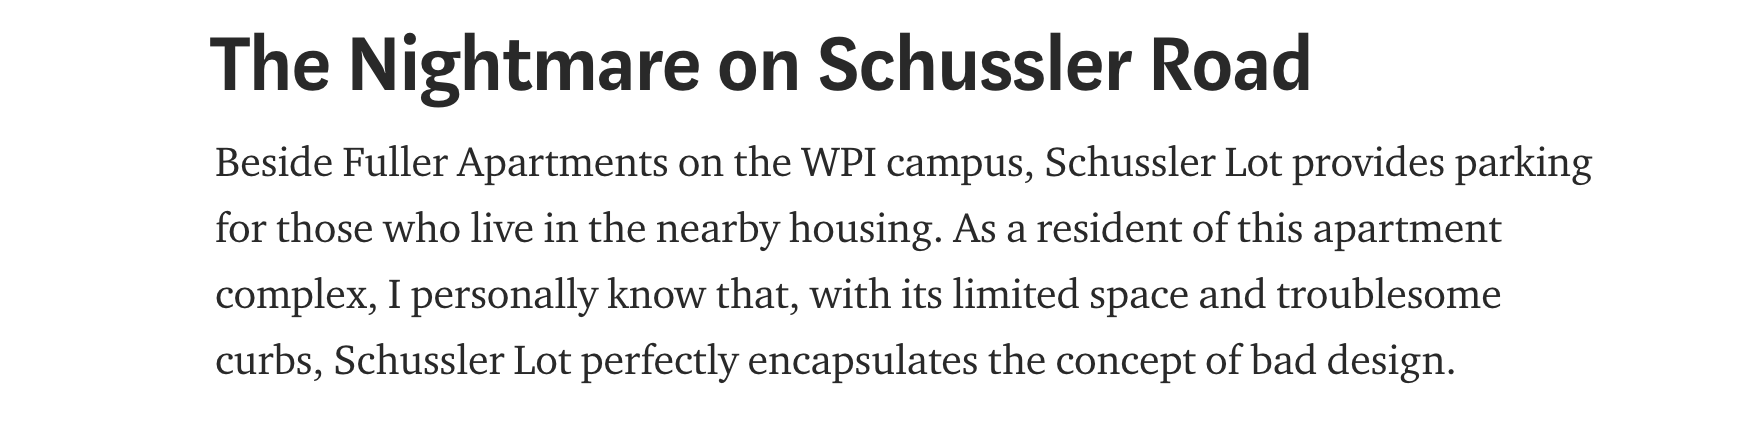 The Nightmare on Schussler Road
Beside Fuller Apartments on the WPI campus, Schussler Lot provides parking
for those who live in the nearby housing. As a resident of this apartment
complex, I personally know that, with its limited space and troublesome
curbs, Schussler Lot perfectly encapsulates the concept of bad design.